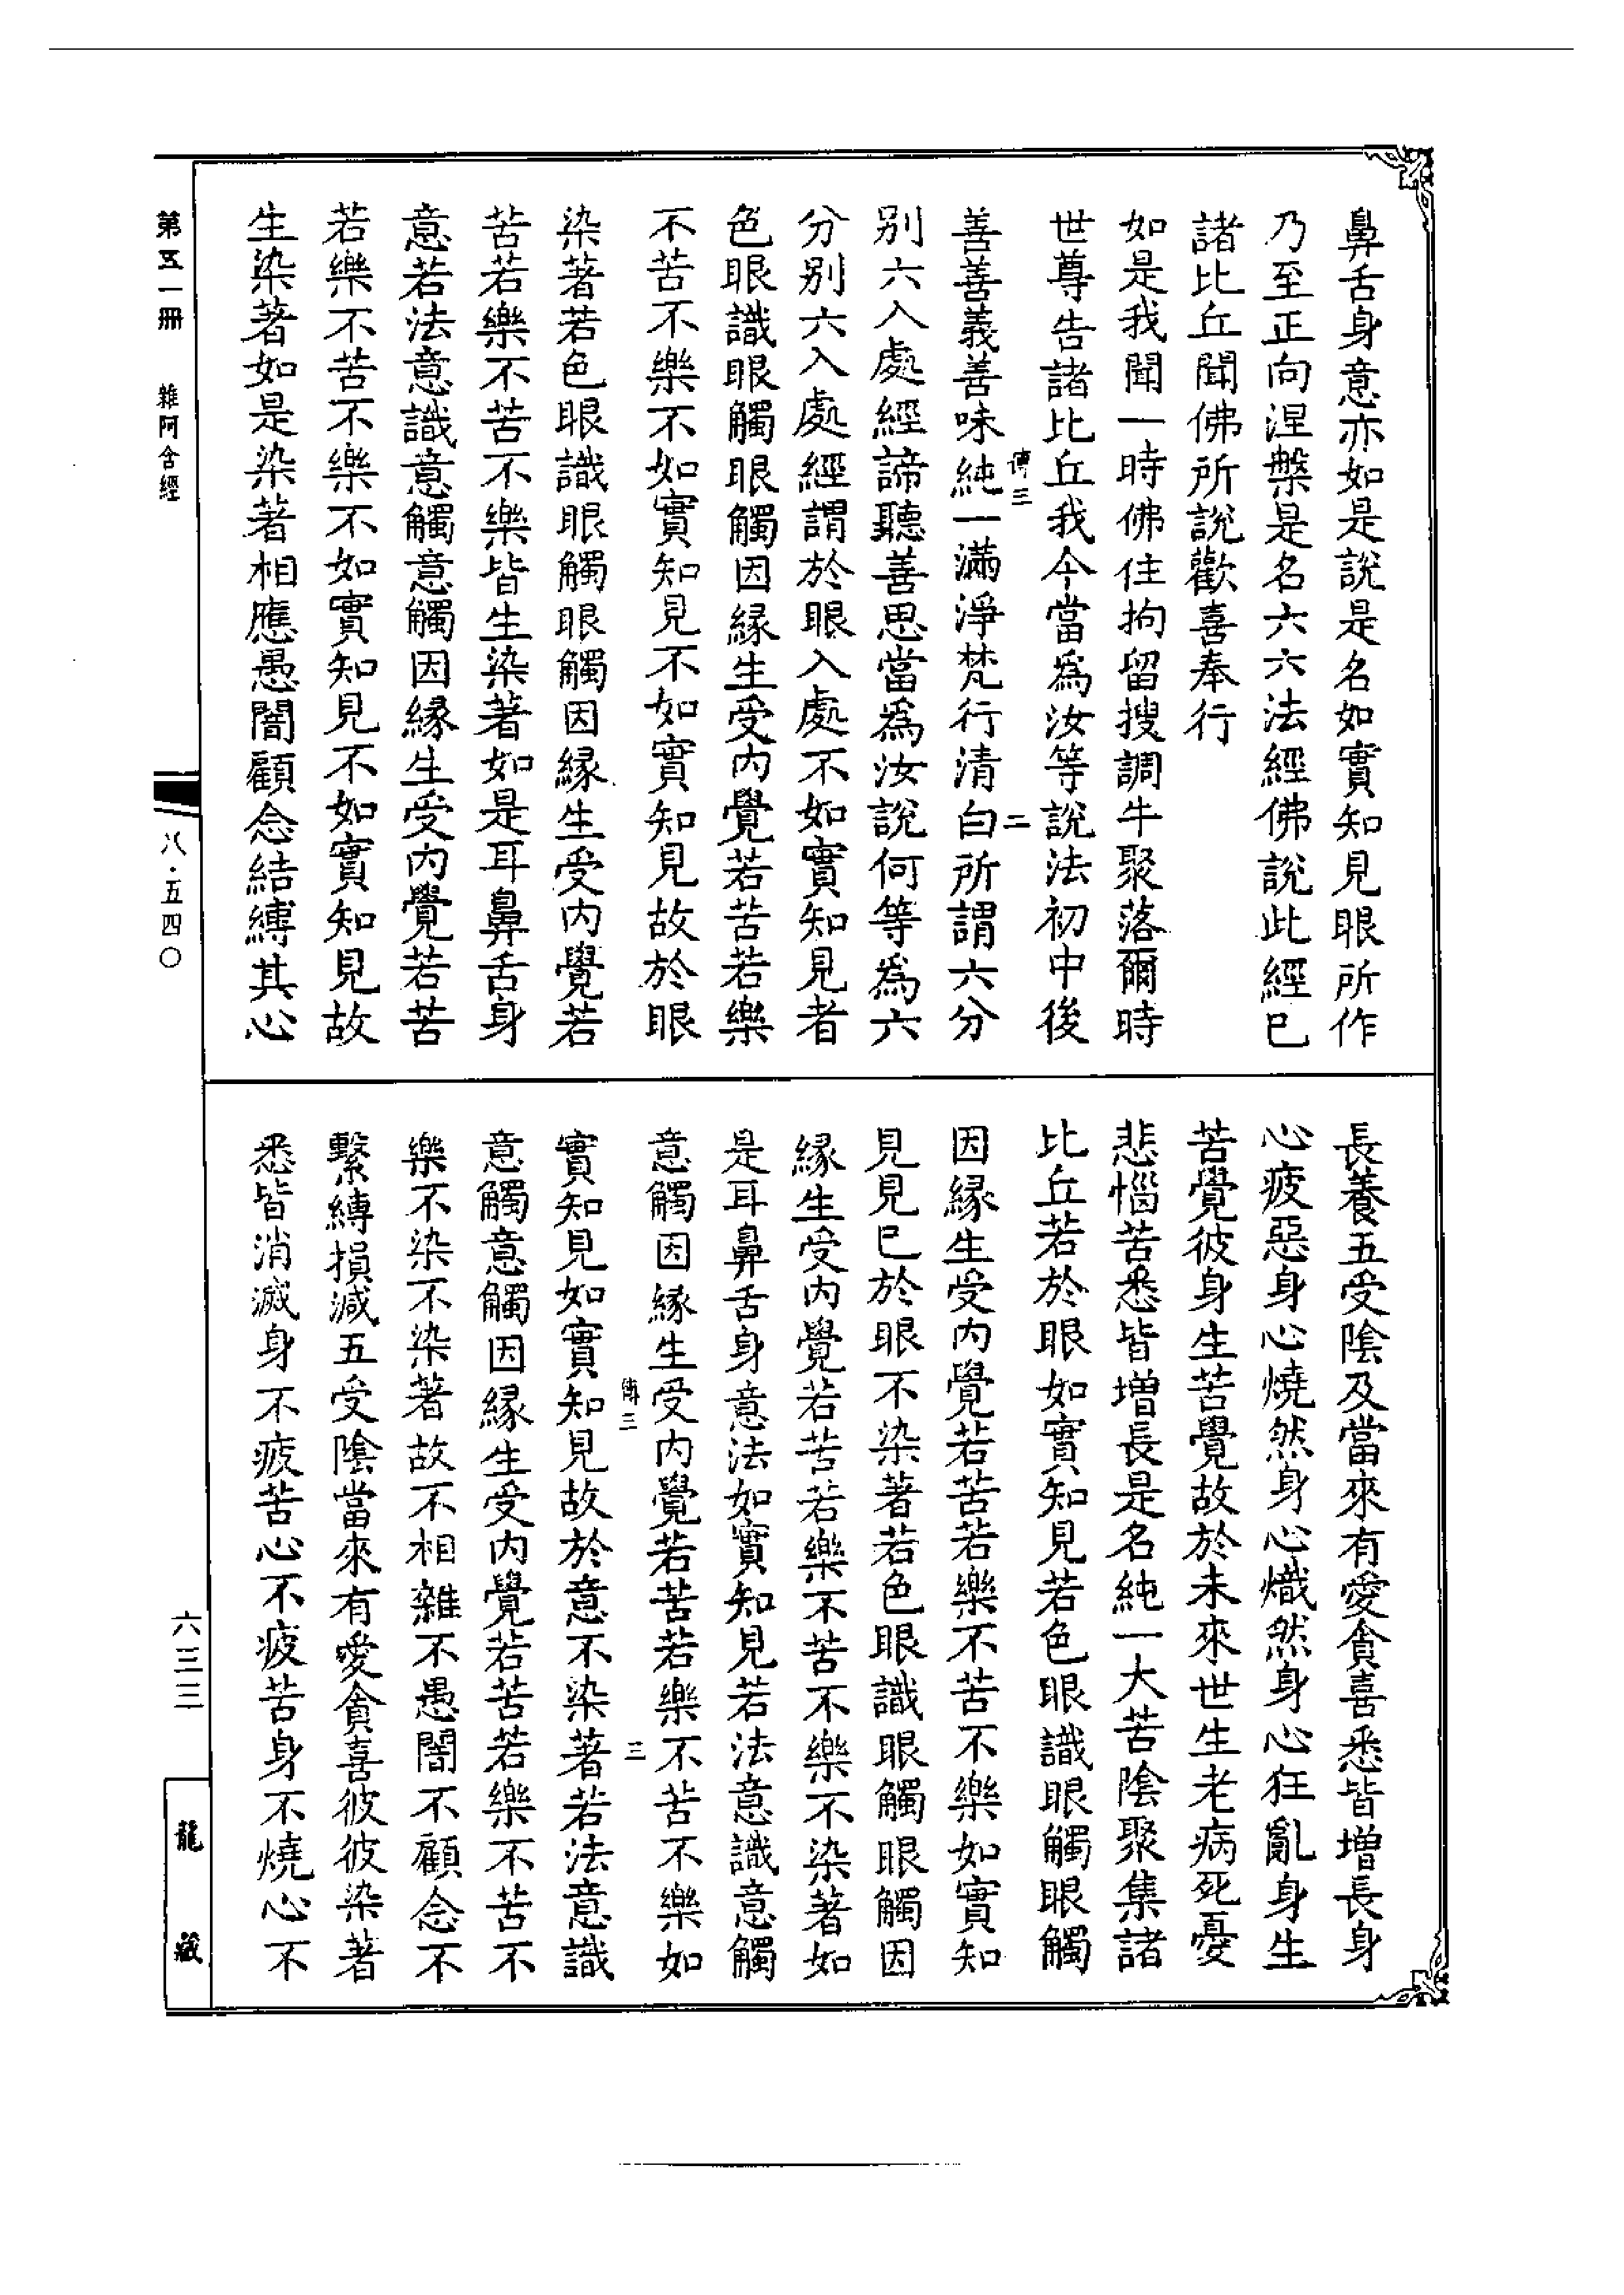 鼻舌身意亦如是說是名如實知見眼所作
乃至正向涅槃是名六六法經佛說此經已
諸比丘聞佛所說歡喜奉行
如是我聞一時佛住拘留搜調牛聚落爾時
世尊告諸比丘我今當為汝等說法初中後
傳三
二
善善義善味純一滿淨梵行清白所謂六分
別六入處經諦聽善思當為汝說何等為六
分別六入處經謂於眼入處不如實知見者
色眼識眼觸眼觸因緣生受內覺若苦若樂
不苦不樂不如實知見不如實知見故於眼
染著若色眼識眼觸眼觸因緣生受內覺若
苦若樂不苦不樂皆生染著如是耳鼻舌身
意若法意識意觸意觸因緣生受內覺若苦
若樂不苦不樂不如實知見不如實知見故
生染著如是染著相應愚闇顧念結縛其心
長養五受陰及當來有愛貪喜悉皆增長身
心疲惡身心燒然身心熾然身心狂亂身生
苦覺彼身生苦覺故於未來世生老病死憂
悲惱苦悉皆增長是名純一大苦陰聚集諸
比丘若於眼如實知見若色眼識眼觸眼觸
因緣生受內覺若苦若樂不苦不樂如實知
見見已於眼不染著若色眼識眼觸眼觸因
緣生受內覺若苦若樂不苦不樂不染著如
是耳鼻舌身意法如實知見若法意識意觸
意觸因緣生受內覺若苦若樂不苦不樂如
傳三
三
實知見如實知見故於意不染著若法意識
意觸意觸因緣生受內覺若苦若樂不苦不
樂不染不染著故不相雜不愚闇不顧念不
繫縛損減五受陰當來有愛貪喜彼彼染著
悉皆消滅身不疲苦心不疲苦身不燒心不
第五一冊 雜阿含經
八·五四〇
六三三
龍藏